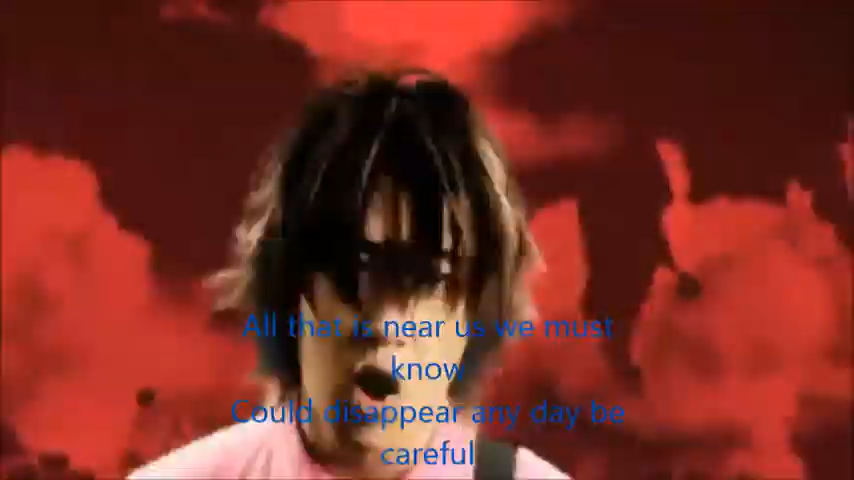 All that is near us we must
know
Could disappear any day be
careful